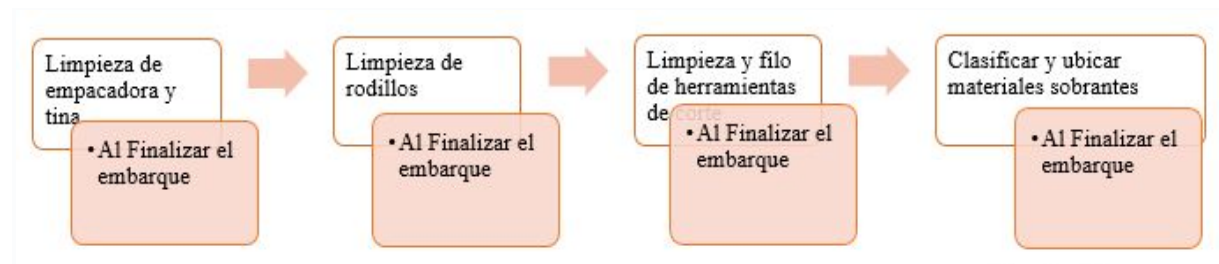 Limpieza de
empacadora y
tina
• Al Finalizar el
embarque
Limpieza de
rodillos
• Al Finalizar el
embarque
Limpieza y filo
de herramientas
de corte
• Al Finalizar el
embarque
Clasificar y ubicar
materiales sobrantes
• Al Finalizar el
embarque